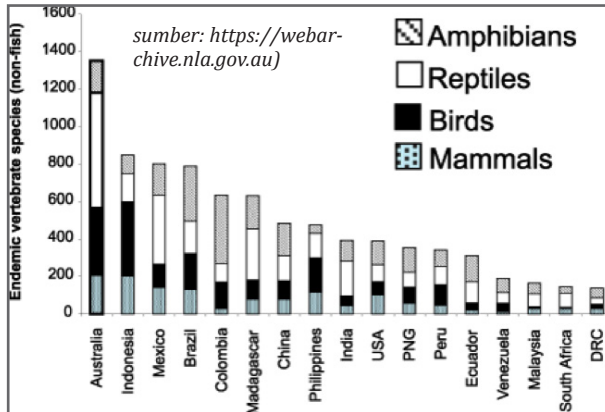 1600
1400
1200
1000
800
600
400
200
0
Endemic vertebrate species (non-fish)
sumber: https://webar-
chive.nla.gov.au)
Amphibians
Reptiles
Birds
Mammals
Australia
Indonesia
Mexico
Brazil
Colombia
Madagascar
China
Philippines
India
USA
PNG
Peru
Ecuador
Venezuela
Malaysia
South Africa
DRC